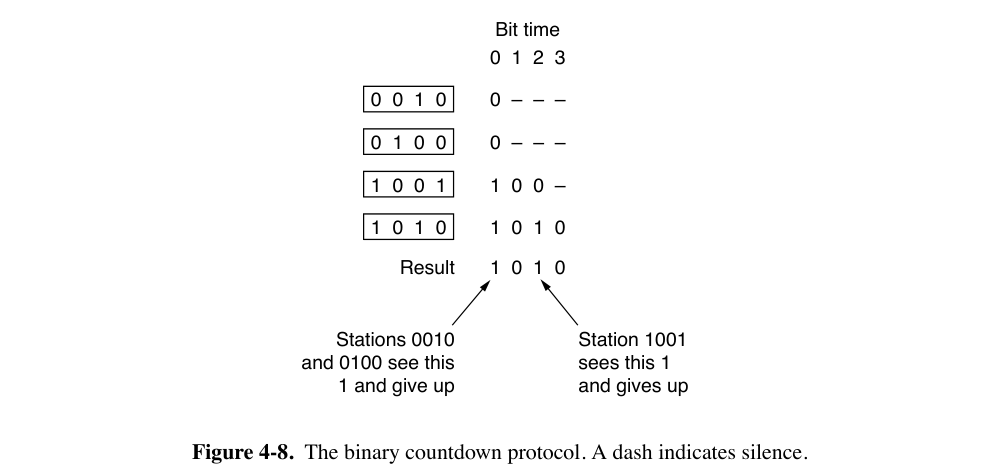 Bit time
0 1 2 3
0 0 1 0 0 – – –
0 1 0 0 0 – – –
1 0 0 1 1 0 0 –
1 0 1 0 1 0 1 0
Result 1 0 1 0
Stations 0010
and 0100 see this
1 and give up
Station 1001
sees this 1
and gives up
Figure 4-8. The binary countdown protocol. A dash indicates silence.